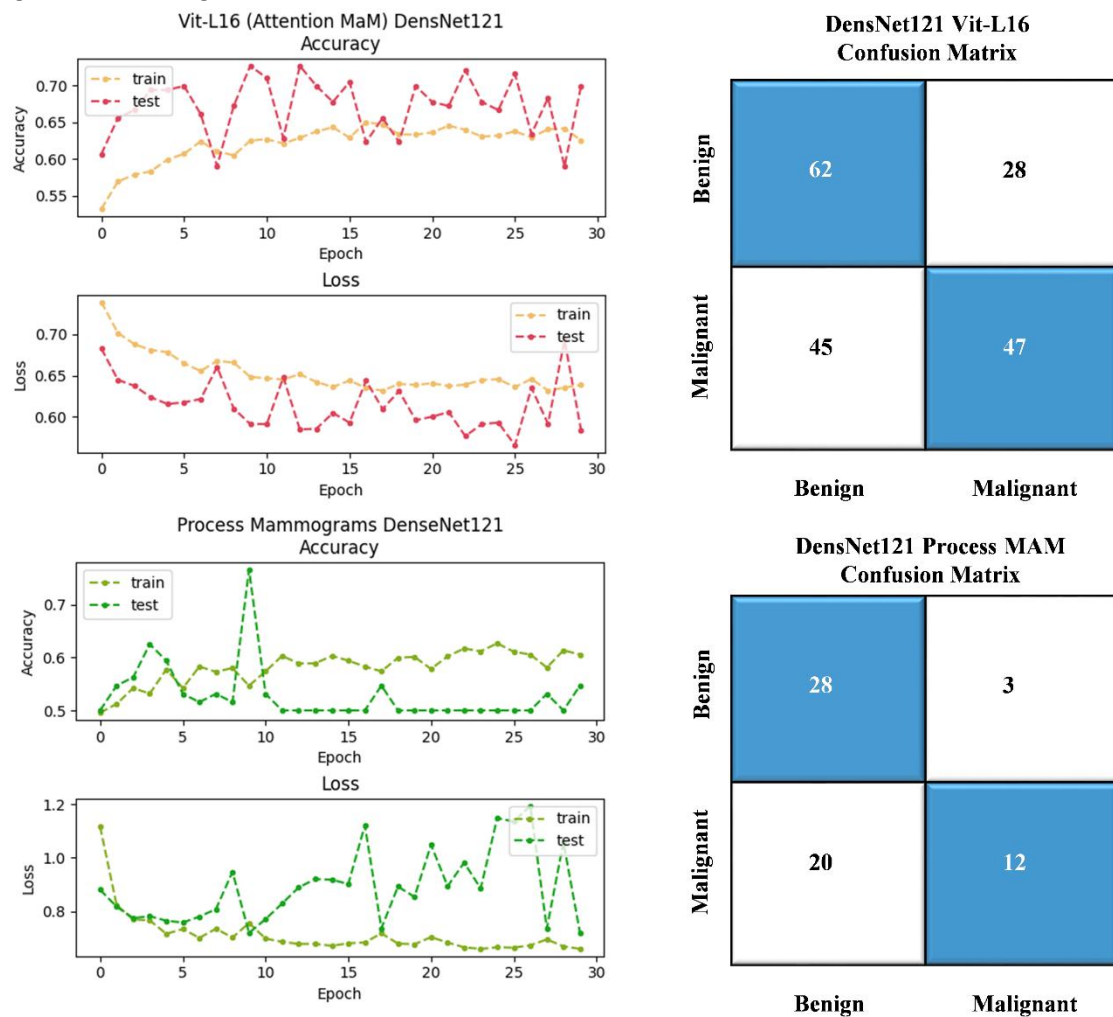 Vit-L16 (Attention MaM) DensNet121
Accuracy
train
test
0.70
0.65
0.60
0.55
Accuracy
0 5 10 15 20 25 30
Epoch
Loss
train
test
0.70
0.65
0.60
Loss
0 5 10 15 20 25 30
Epoch
DensNet121 Vit-L16
Confusion Matrix
Benign
62 28
Malignant
45 47
Benign Malignant
Process Mammograms DenseNet121
Accuracy
train
test
0.7
0.6
0.5
Accuracy
0 5 10 15 20 25 30
Epoch
Loss
train
test
1.2
1.0
0.8
Loss
0 5 10 15 20 25 30
Epoch
DensNet121 Process MAM
Confusion Matrix
Benign
28 3
Malignant
20 12
Benign Malignant